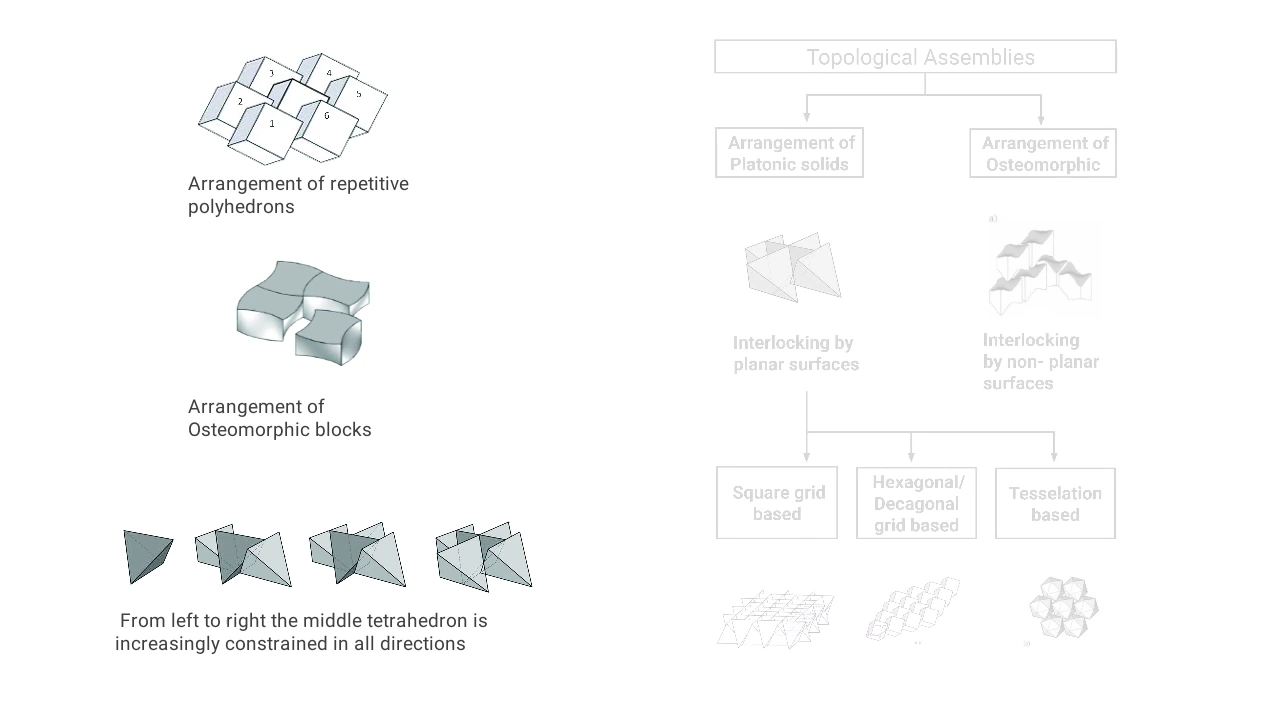 3
4
5
2
6
1
Arrangement of repetitive
polyhedrons
Arrangement of
Osteomorphic blocks
From left to right the middle tetrahedron is
increasingly constrained in all directions
Topological Assemblies
Arrangement of
Platonic solids
Arrangement of
Osteomorphic
a)
Interlocking by
planar surfaces
Interlocking
by non- planar
surfaces
Square grid
based
Hexagonal/
Decagonal
grid based
Tesselation
based